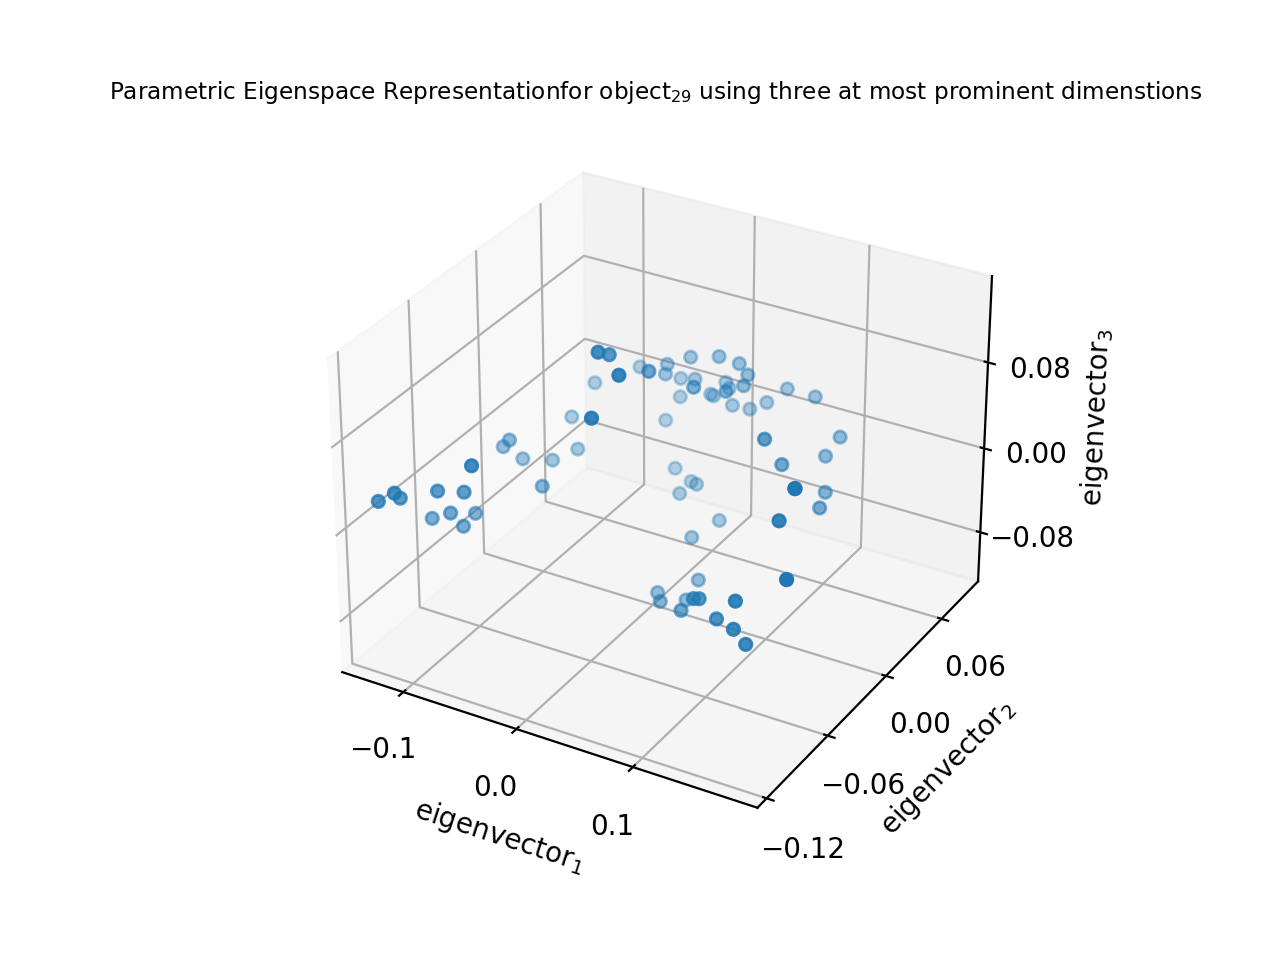 Parametric Eigenspace Representationfor object₂₉ using three at most prominent dimenstions
0.08
0.00
−0.08
eigenvector₃
0.06
0.00
−0.06
−0.12
eigenvector₂
−0.1
0.0
0.1
eigenvector₁